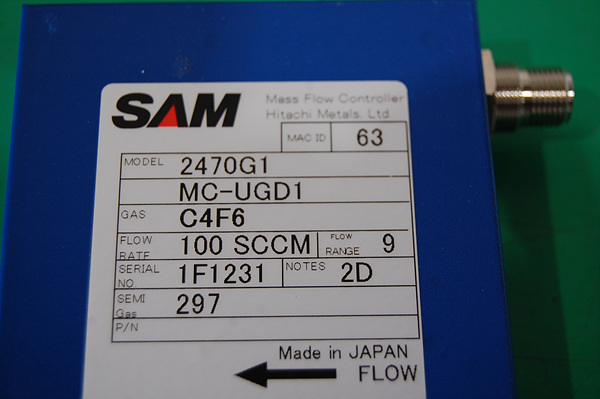 SAM
Mass Flow Controller
Hitachi Metals. Ltd.
MAC ID 63
MODEL 2470G1
MC-UGD1
GAS C4F6
FLOW RATE 100 SCCM FLOW RANGE 9
SERIAL NO. 1F1231 NOTES 2D
SEMI Gas 297
P/N
Made in JAPAN
FLOW